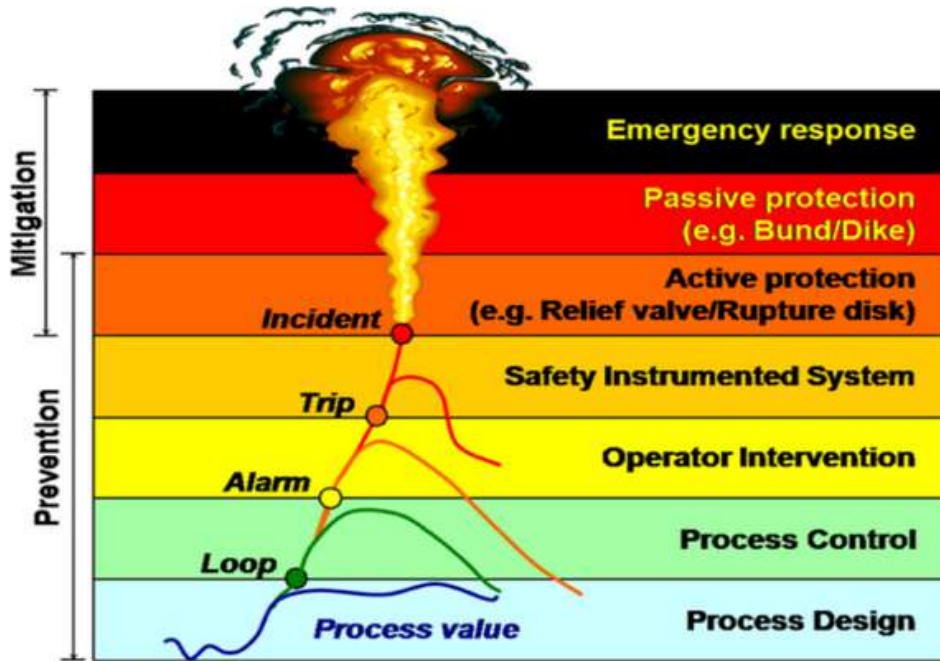 Emergency response
Passive protection
(e.g. Bund/Dike)
Active protection
(e.g. Relief valve/Rupture disk)
Incident
Safety Instrumented System
Trip
Operator Intervention
Alarm
Process Control
Loop
Process value
Process Design
Mitigation
Prevention